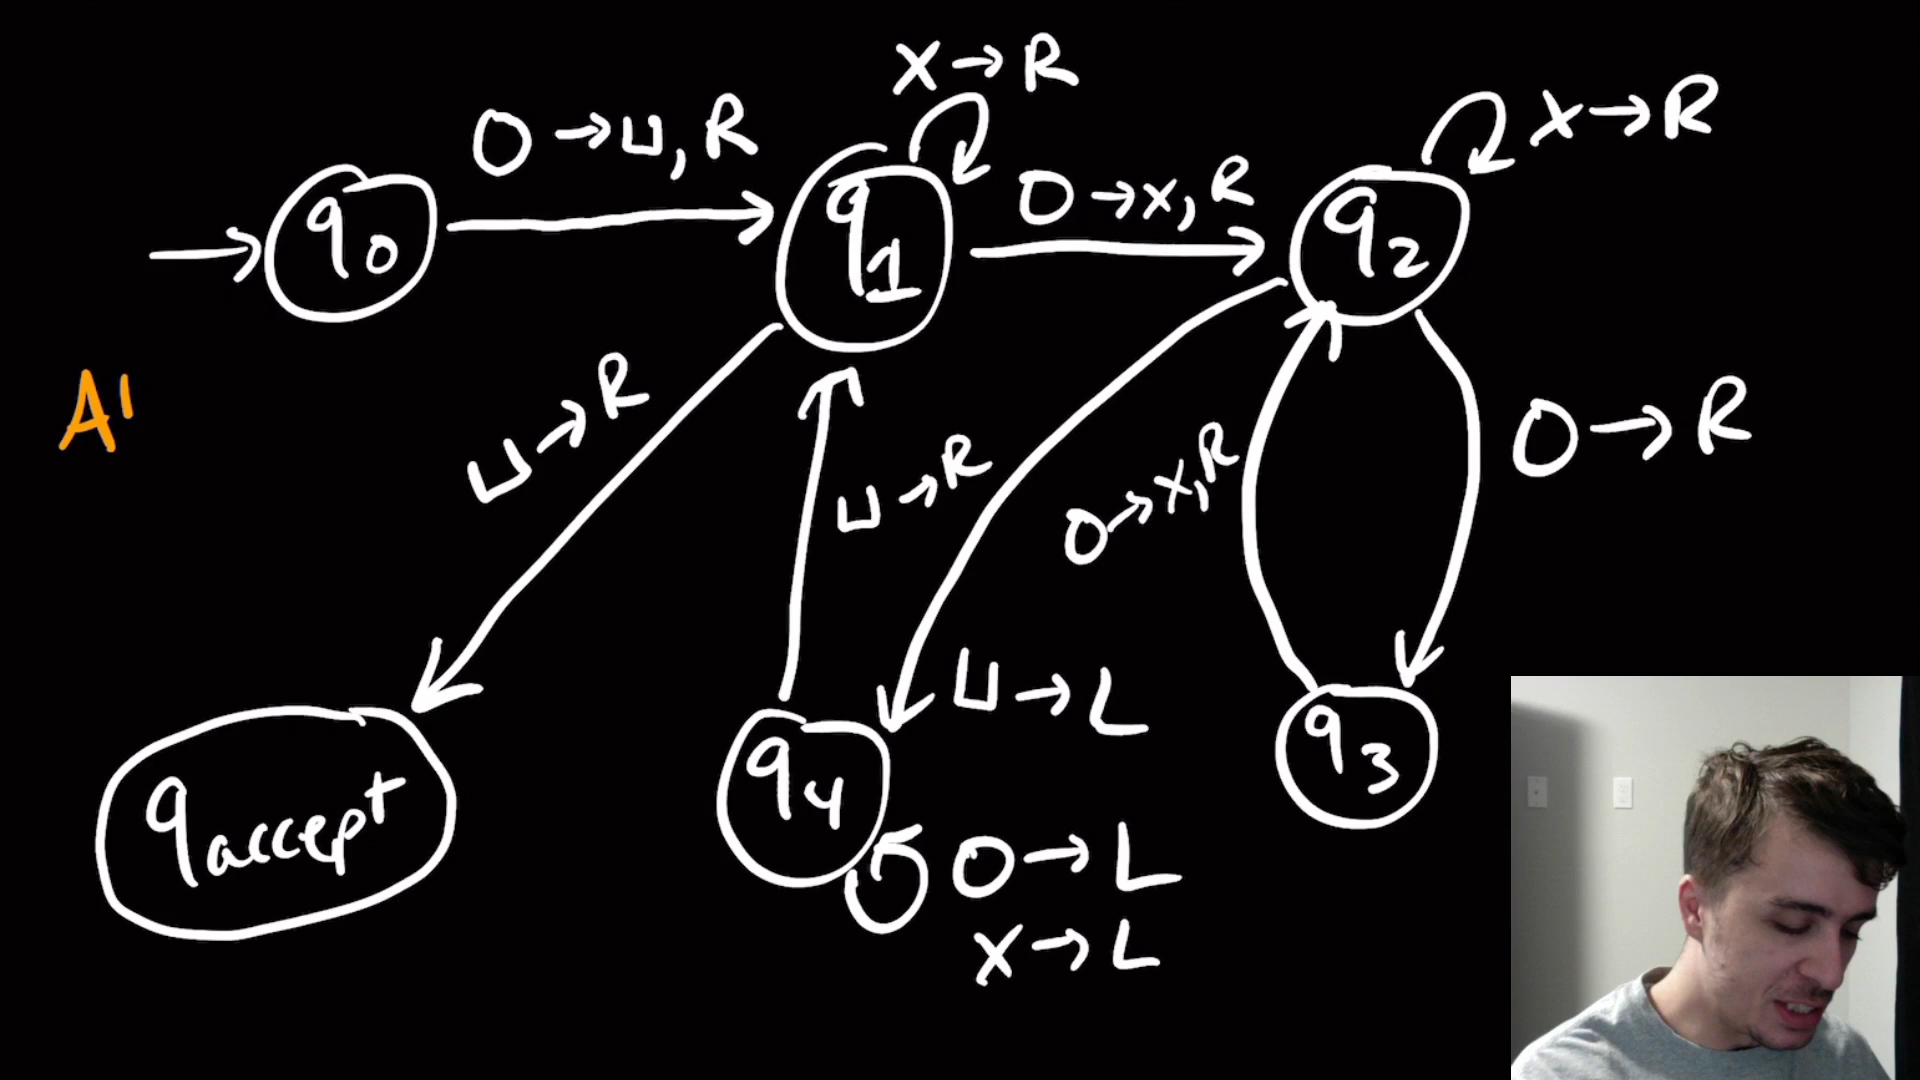 x→R
0→⊔,R
x→R
q0
q1
0→x,R
q2
A
⊔→R
⊔→R
0→x,R
0→R
⊔→L
qaccept
q4
q3
0→L
x→L